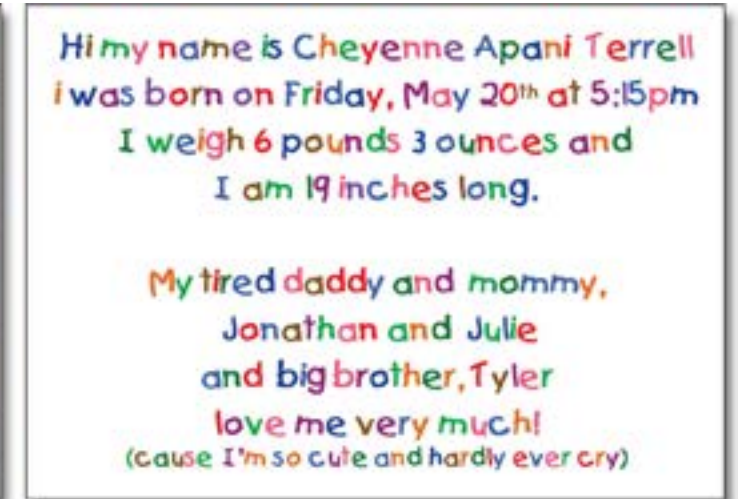 Hi my name is Cheyenne Apani Terrell
i was born on Friday, May 20th at 5:15pm
I weigh 6 pounds 3 ounces and
I am 19 inches long.
My tired daddy and mommy,
Jonathan and Julie
and big brother, Tyler
love me very much!
(cause I'm so cute and hardly ever cry)